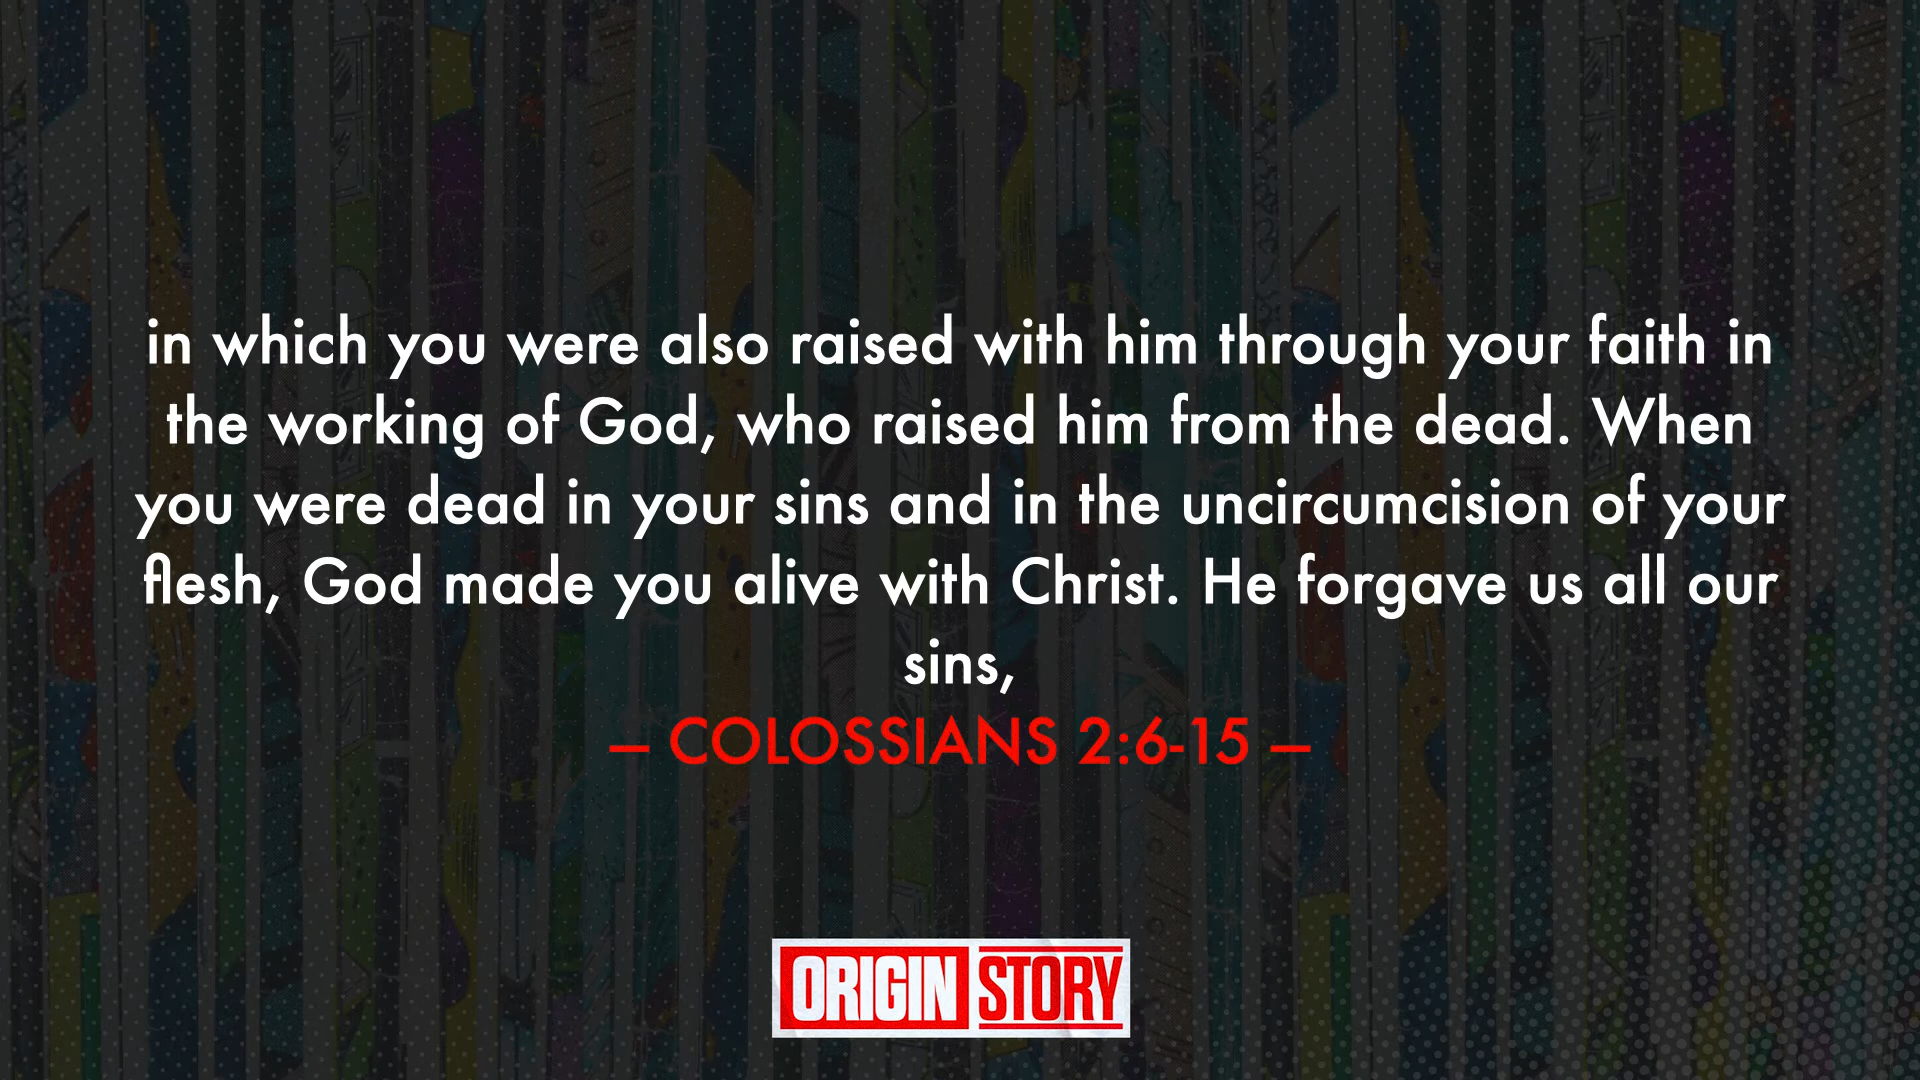 in which you were also raised with him through your faith in
the working of God, who raised him from the dead. When
you were dead in your sins and in the uncircumcision of your
flesh, God made you alive with Christ. He forgave us all our
sins,
– COLOSSIANS 2:6-15 –
ORIGIN STORY